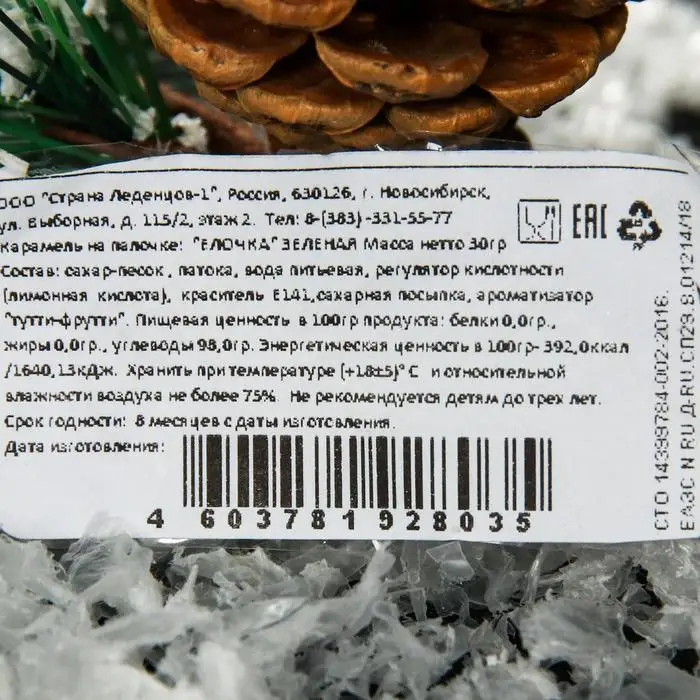 ООО "Страна Леденцов-1", Россия, 630126, г. Новосибирск,
ул. Выборная, д. 115/2, этаж 2. Тел: 8-(383)-331-55-77
Карамель на палочке: "ЕЛОЧКА" ЗЕЛЕНАЯ Масса нетто 30гр
Состав: сахар-песок, патока, вода питьевая, регулятор кислотности
(лимонная кислота), краситель Е141,сахарная посыпка, ароматизатор
"тутти-фрутти". Пищевая ценность в 100гр продукта: белки 0,0гр.,
жиры 0,0гр., углеводы 98,0гр. Энергетическая ценность в 100гр- 392,0ккал
/1640,13кДж. Хранить при температуре (+18±5)°С и относительной
влажности воздуха не более 75%. Не рекомендуется детям до трех лет.
Срок годности: 8 месяцев с даты изготовления.
Дата изготовления:
4 603781 928035
EAC
PP
СТО 14399784-002-2016.
ЕАЭС N RU Д-RU.СП28.В.01214/18